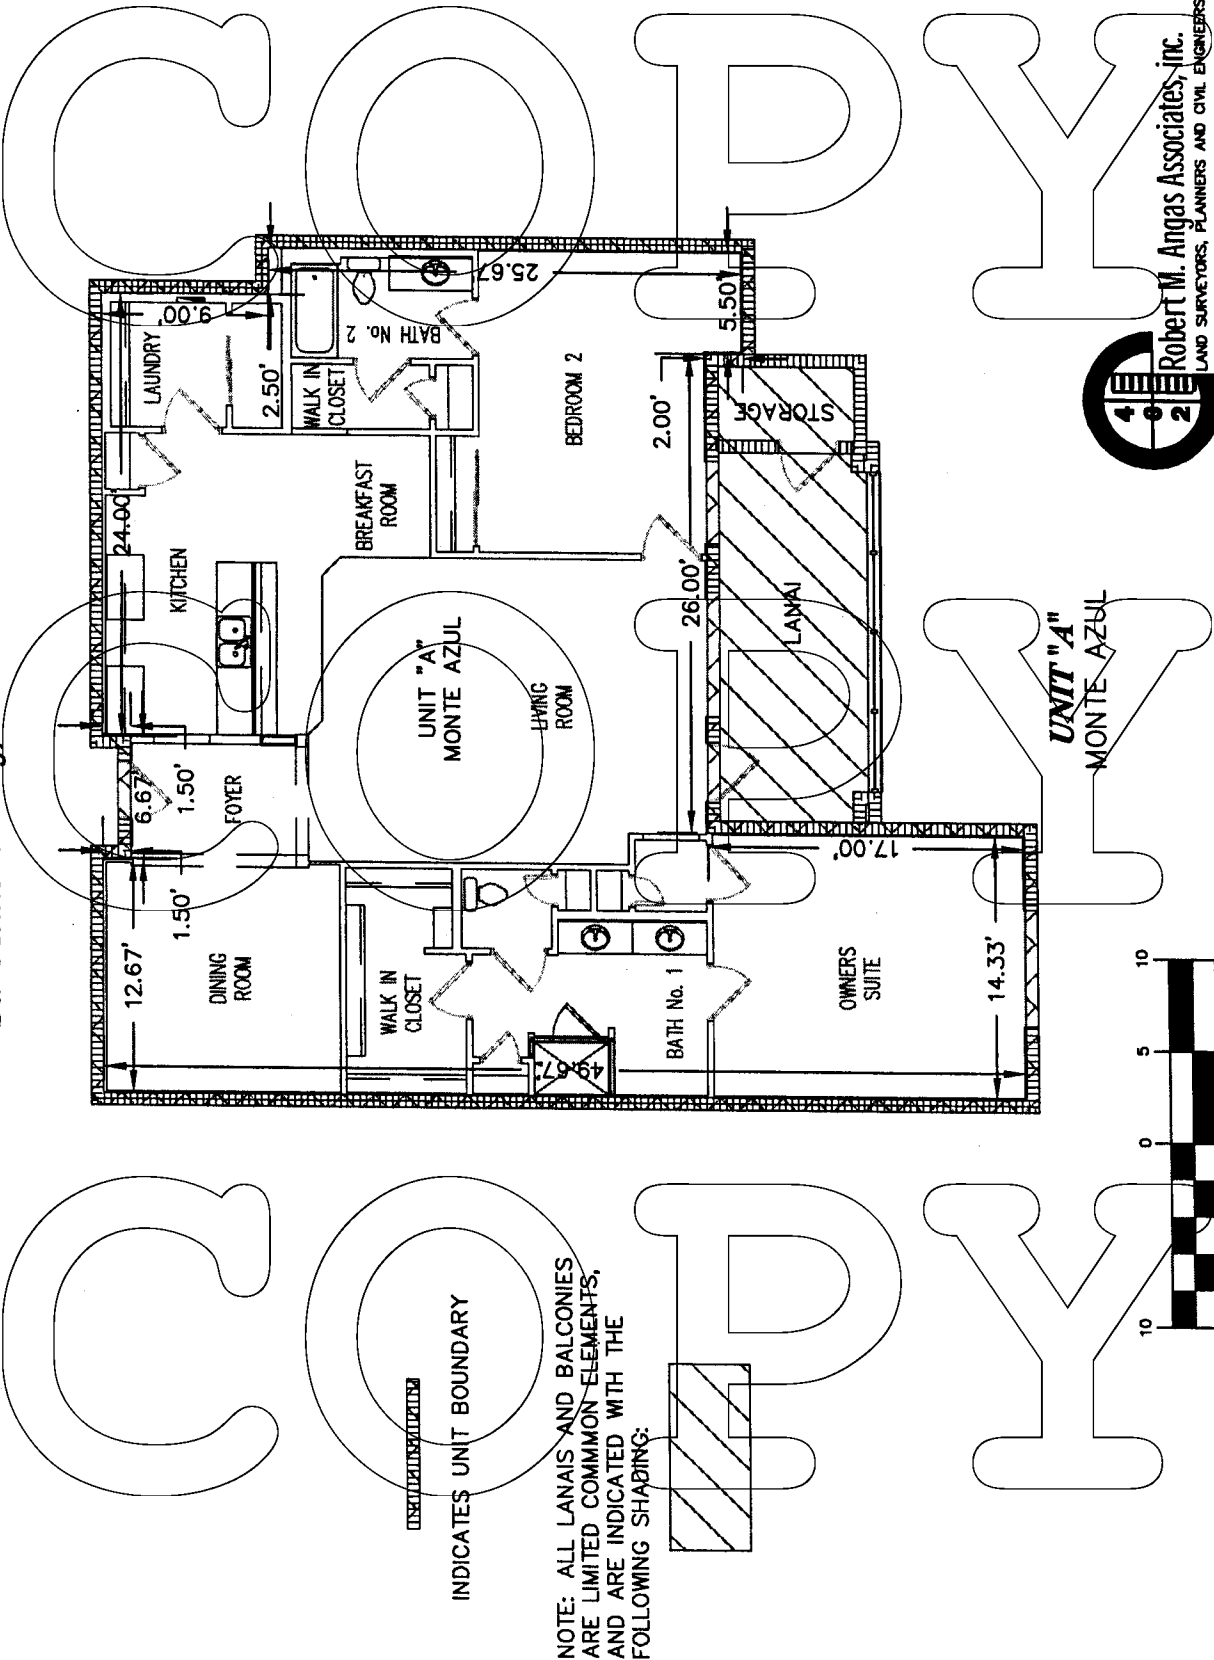 COPY
COPY
COPY
LAUNDRY
9.00'
2.50'
WALK IN
CLOSET
BATH No. 2
25.67'
24.00'
KITCHEN
BREAKFAST
ROOM
BEDROOM 2
5.50'
2.00'
STORAGE
26.00'
LANAI
UNIT "A"
MONTE AZUL
LIVING
ROOM
6.67'
1.50'
FOYER
1.50'
12.67'
DINING
ROOM
WALK IN
CLOSET
49.67'
BATH No. 1
17.00'
OWNERS
SUITE
14.33'
UNIT "A"
MONTE AZUL
INDICATES UNIT BOUNDARY
NOTE: ALL LANAIS AND BALCONIES
ARE LIMITED COMMMON ELEMENTS,
AND ARE INDICATED WITH THE
FOLLOWING SHADING:
10 0 5 10
402
Robert M. Angas Associates, inc.
LAND SURVEYORS, PLANNERS AND CIVIL ENGINEERS